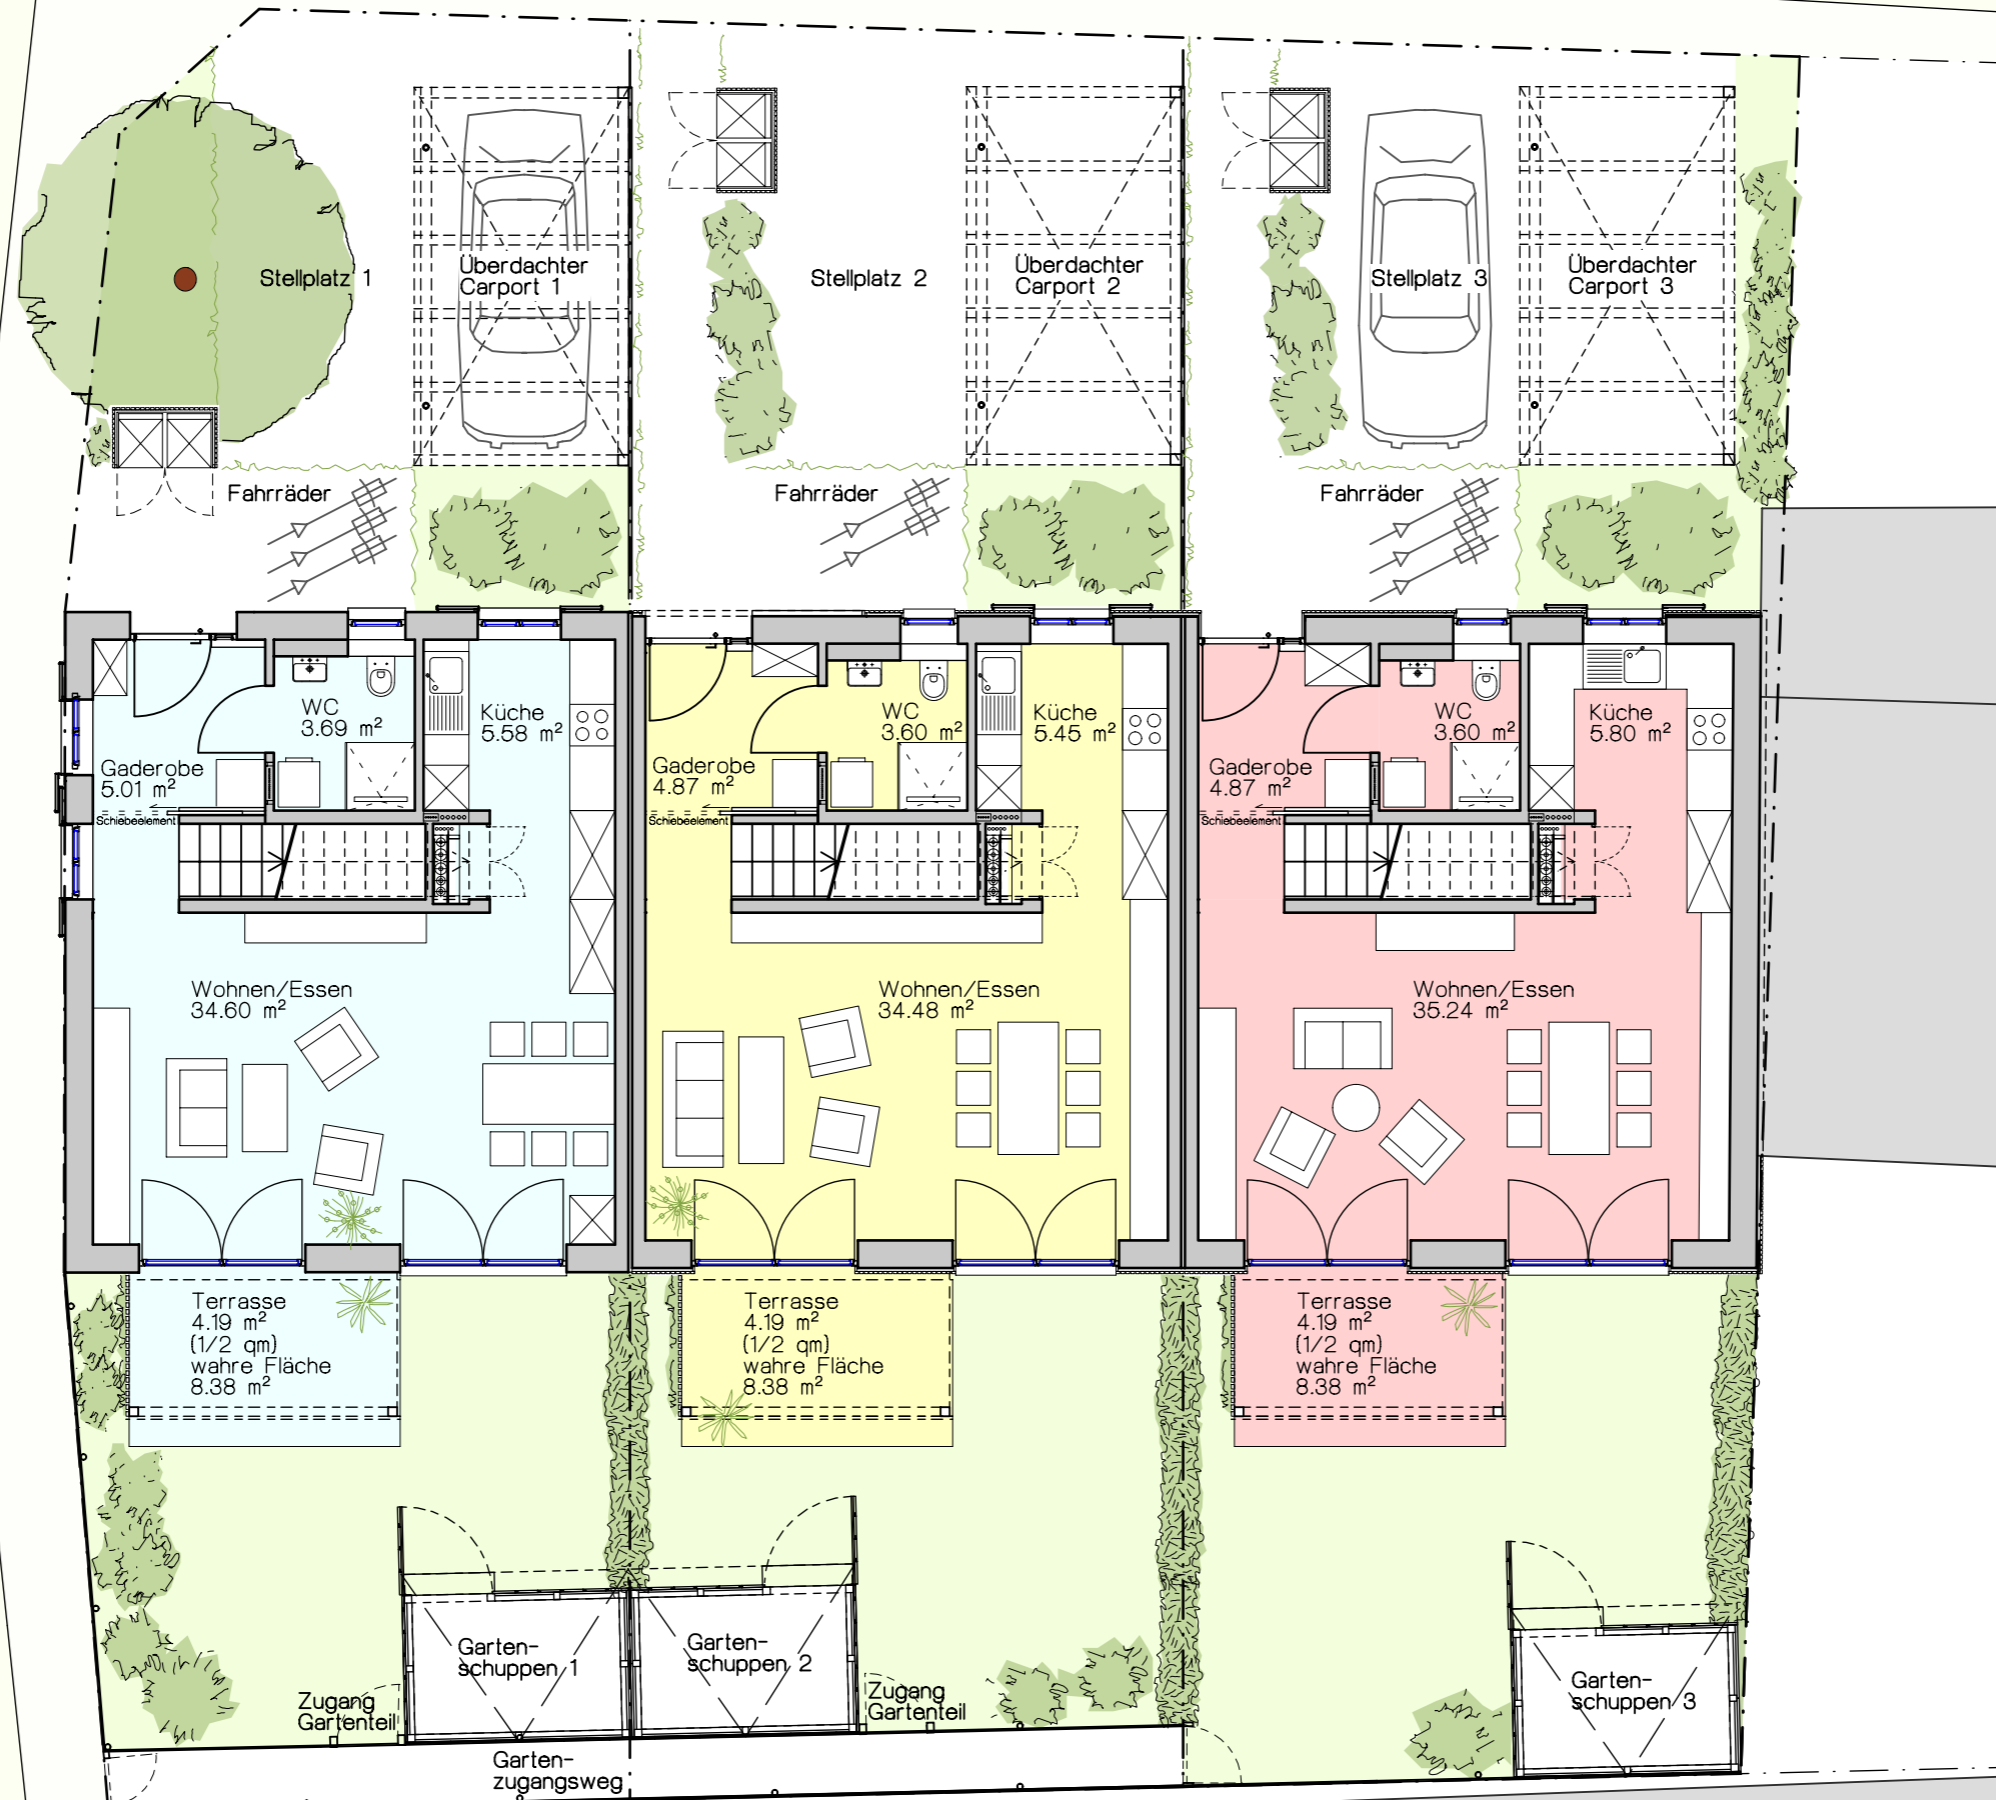 Stellplatz 1
Überdachter
Carport 1
Stellplatz 2
Überdachter
Carport 2
Stellplatz 3
Überdachter
Carport 3
Fahrräder
Fahrräder
Fahrräder
WC
3.69 m²
Küche
5.58 m²
Gaderobe
5.01 m²
Schiebeelement
WC
3.60 m²
Küche
5.45 m²
Gaderobe
4.87 m²
Schiebeelement
WC
3.60 m²
Küche
5.80 m²
Gaderobe
4.87 m²
Schiebeelement
Wohnen/Essen
34.60 m²
Wohnen/Essen
34.48 m²
Wohnen/Essen
35.24 m²
Terrasse
4.19 m²
(1/2 qm)
wahre Fläche
8.38 m²
Terrasse
4.19 m²
(1/2 qm)
wahre Fläche
8.38 m²
Terrasse
4.19 m²
(1/2 qm)
wahre Fläche
8.38 m²
Garten-
schuppen 1
Garten-
schuppen 2
Garten-
schuppen 3
Zugang
Gartenteil
Zugang
Gartenteil
Garten-
zugangsweg